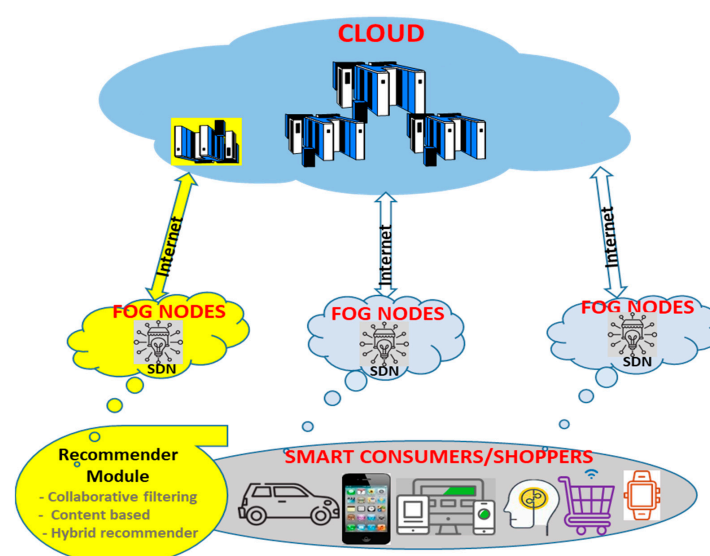 CLOUD
Internet
Internet
Internet
FOG NODES
SDN
FOG NODES
SDN
FOG NODES
SDN
Recommender
Module
- Collaborative filtering
- Content based
- Hybrid recommender
SMART CONSUMERS/SHOPPERS